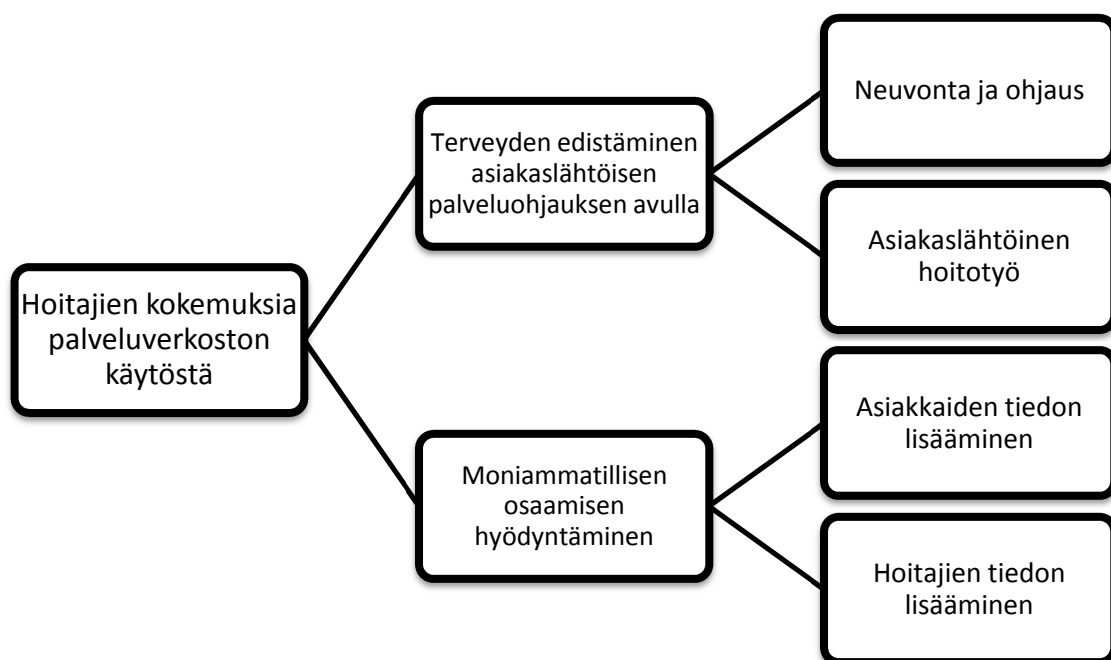 Hoitajien kokemuksia
palveluverkoston
käytöstä
Terveyden edistäminen
asiakaslähtöisen
palveluohjauksen avulla
Neuvonta ja ohjaus
Asiakaslähtöinen
hoitotyö
Moniammatillisen
osaamisen
hyödyntäminen
Asiakkaiden tiedon
lisääminen
Hoitajien tiedon
lisääminen